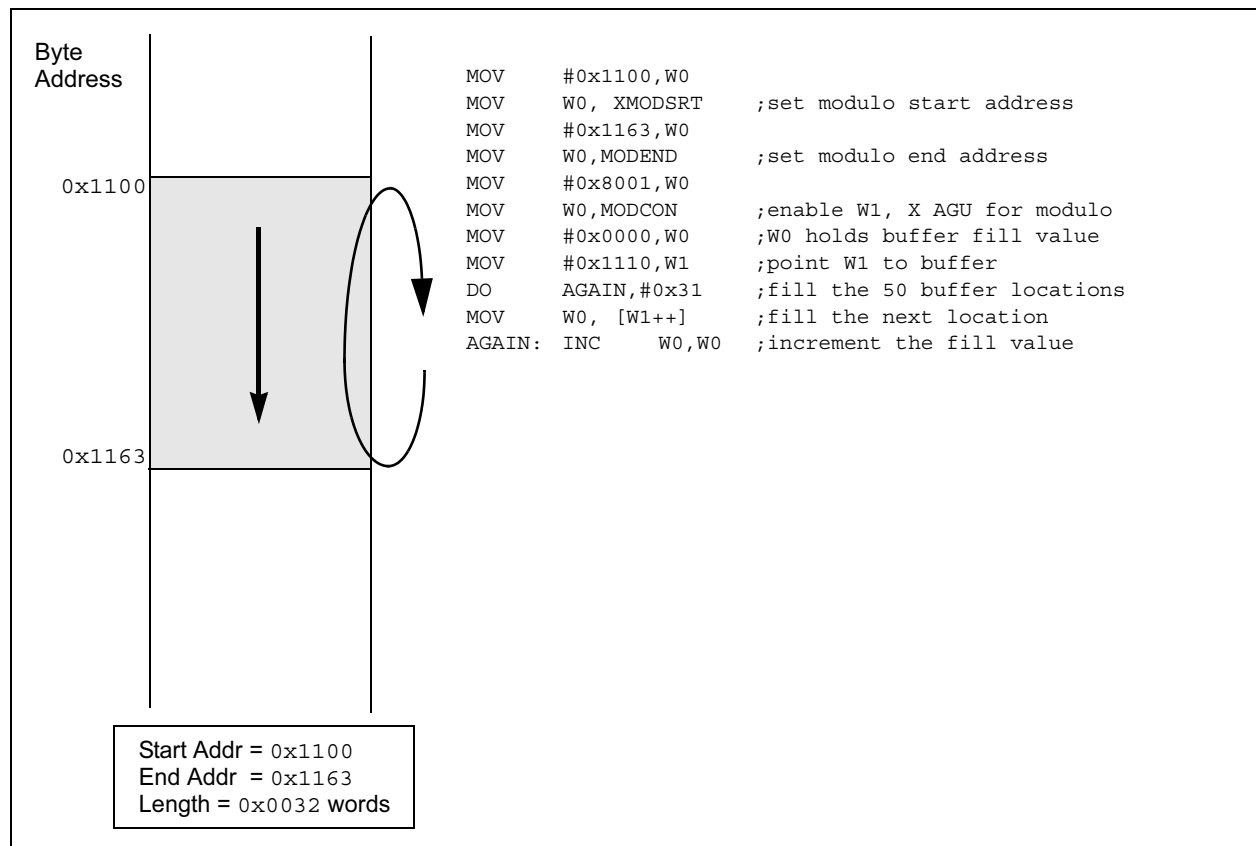 Byte
Address
0x1100
0x1163
MOV #0x1100,W0
MOV W0, XMODSRT ;set modulo start address
MOV #0x1163,W0
MOV W0,MODEND ;set modulo end address
MOV #0x8001,W0
MOV W0,MODCON ;enable W1, X AGU for modulo
MOV #0x0000,W0 ;W0 holds buffer fill value
MOV #0x1110,W1 ;point W1 to buffer
DO AGAIN,#0x31 ;fill the 50 buffer locations
MOV W0, [W1++] ;fill the next location
AGAIN: INC W0,W0 ;increment the fill value
Start Addr = 0x1100
End Addr = 0x1163
Length = 0x0032 words